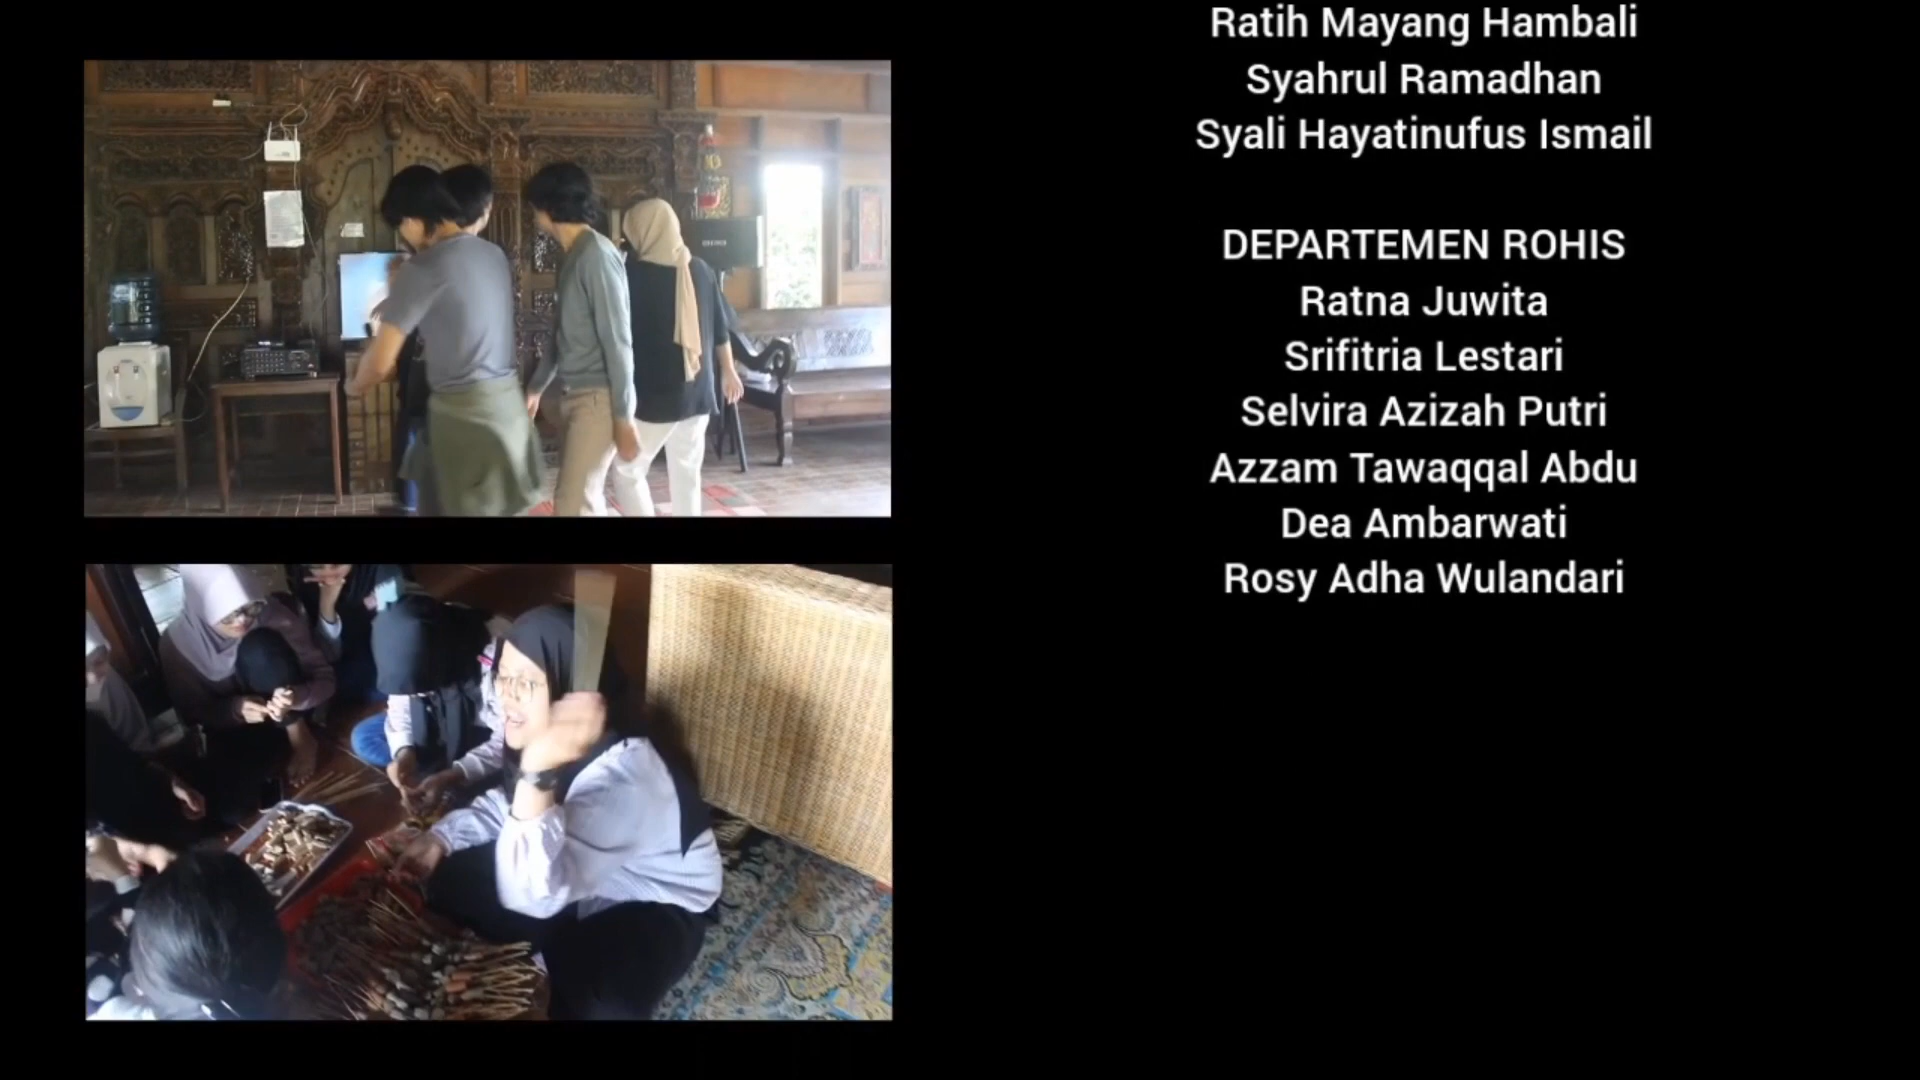 Ratih Mayang Hambali
Syahrul Ramadhan
Syali Hayatinufus Ismail
DEPARTEMEN ROHIS
Ratna Juwita
Srifitria Lestari
Selvira Azizah Putri
Azzam Tawaqqal Abdu
Dea Ambarwati
Rosy Adha Wulandari